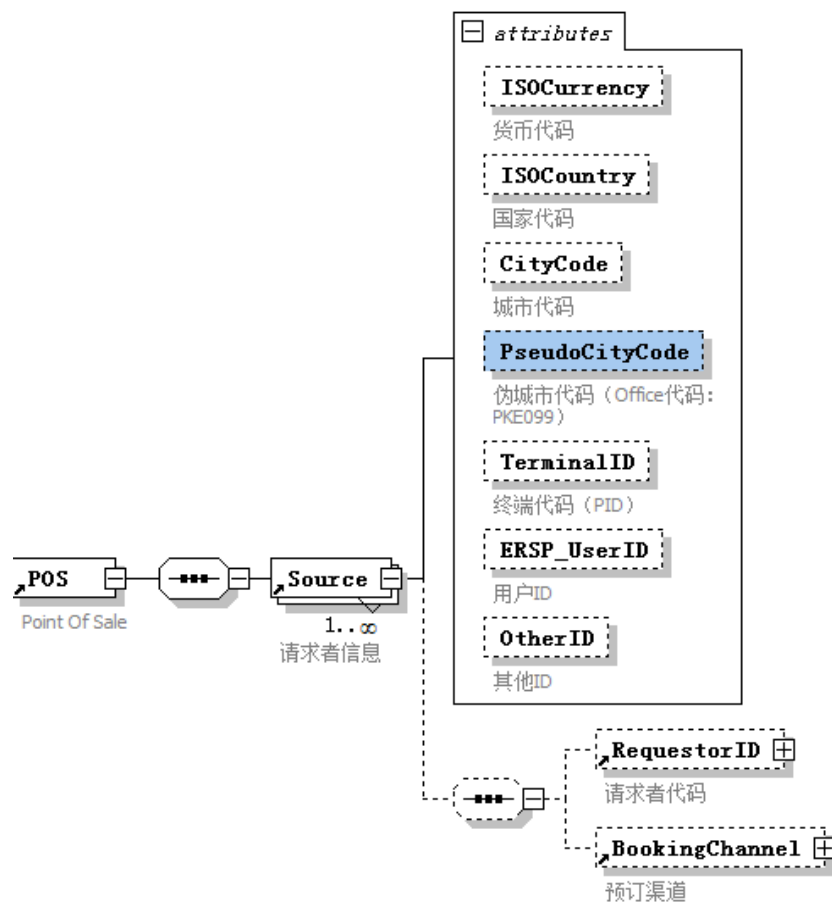 attributes
ISOCurrency
货币代码
ISOCountry
国家代码
CityCode
城市代码
PseudoCityCode
伪城市代码（Office代码：
PKE099）
TerminalID
终端代码（PID）
ERSP_UserID
用户ID
OtherID
其他ID
POS
Point Of Sale
Source
1..∞
请求者信息
RequestorID
请求者代码
BookingChannel
预订渠道